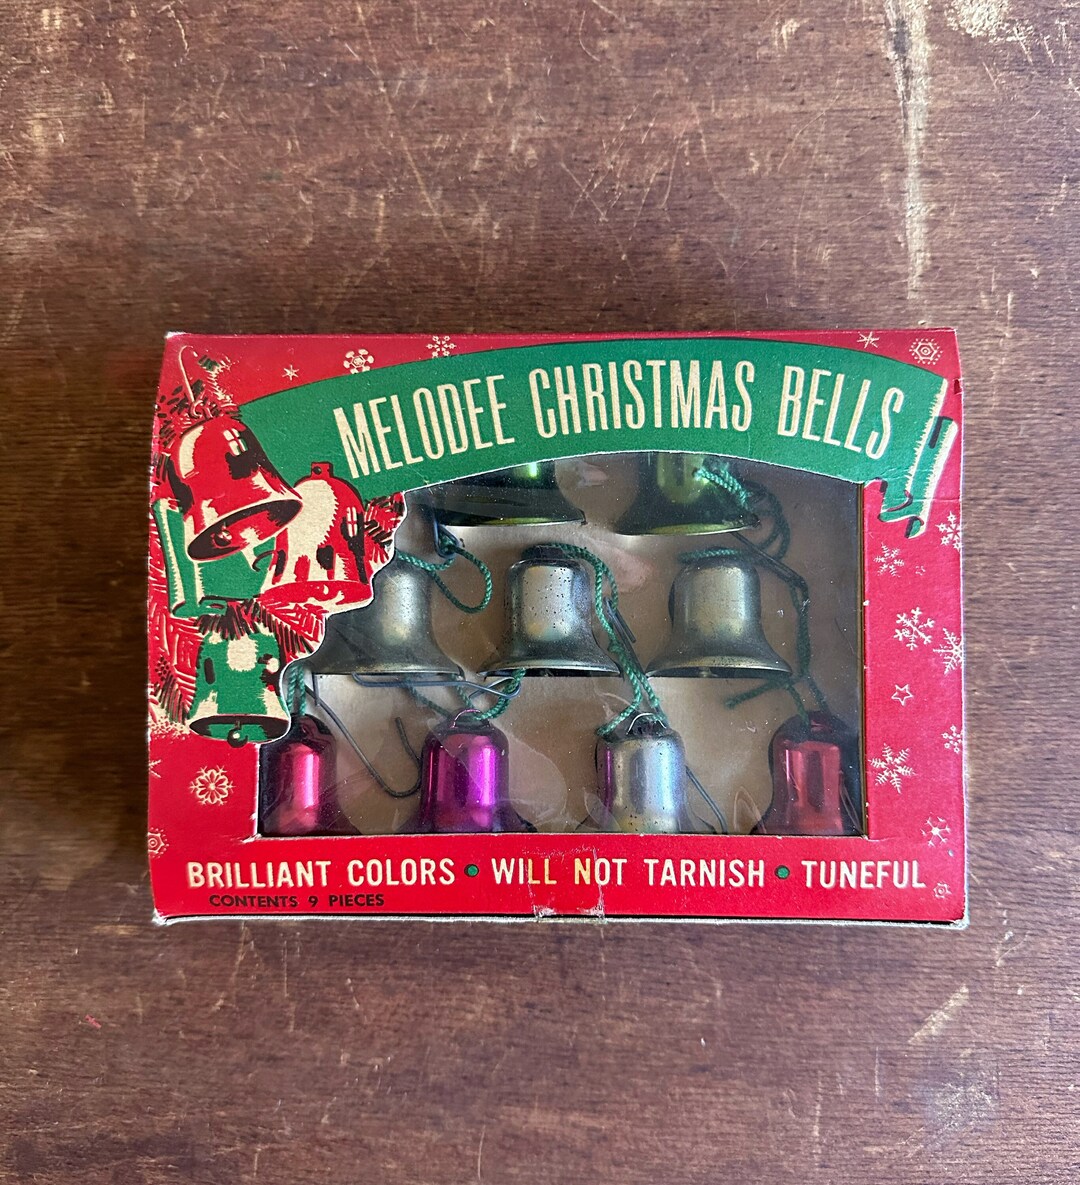 MELODEE CHRISTMAS BELLS
BRILLIANT COLORS • WILL NOT TARNISH • TUNEFUL
CONTENTS 9 PIECES